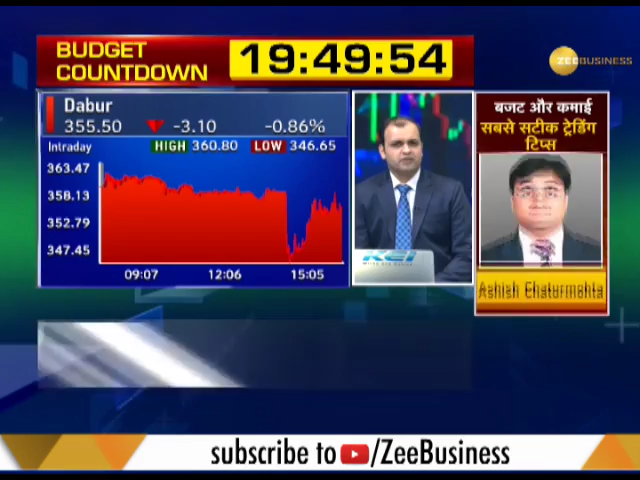 BUDGET
COUNTDOWN
19:49:54
ZEEBUSINESS
Dabur
355.50 -3.10 -0.86%
Intraday HIGH 360.80 LOW 346.65
363.47
358.13
352.79
347.45
09:07 12:06 15:05
KEI
बजट और कमाई
सबसे सटीक ट्रेडिंग
टिप्स
Ashish
subscribe to /ZeeBusiness